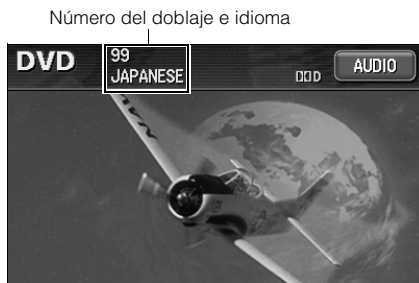 Número del doblaje e idioma
DVD
99
JAPANESE
AUDIO